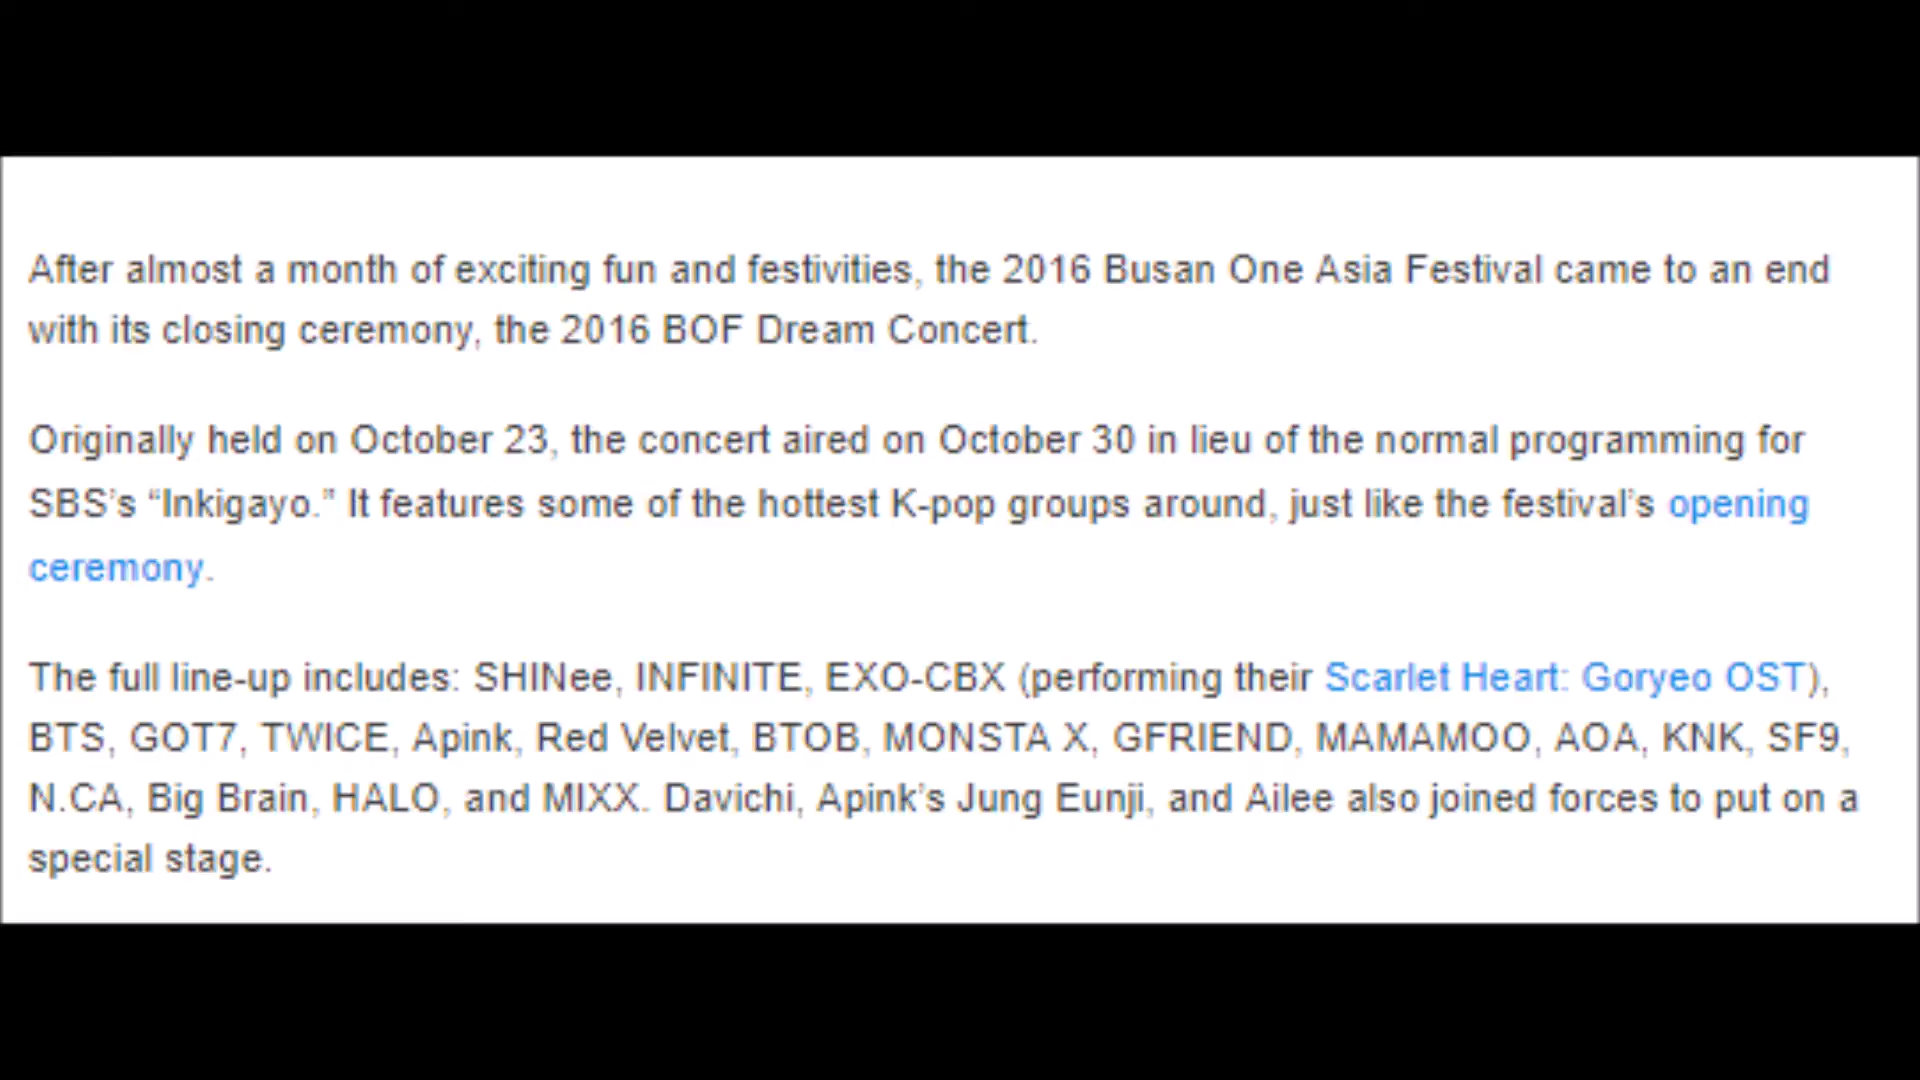 After almost a month of exciting fun and festivities, the 2016 Busan One Asia Festival came to an end
with its closing ceremony, the 2016 BOF Dream Concert.
Originally held on October 23, the concert aired on October 30 in lieu of the normal programming for
SBS’s “Inkigayo.” It features some of the hottest K-pop groups around, just like the festival’s opening
ceremony.
The full line-up includes: SHINee, INFINITE, EXO-CBX (performing their Scarlet Heart: Goryeo OST),
BTS, GOT7, TWICE, Apink, Red Velvet, BTOB, MONSTA X, GFRIEND, MAMAMOO, AOA, KNK, SF9,
N.CA, Big Brain, HALO, and MIXX. Davichi, Apink’s Jung Eunji, and Ailee also joined forces to put on a
special stage.